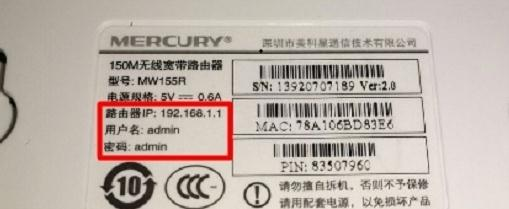 MERCURY® 深圳市美科星通信技术有限公司
150M无线宽带路由器
型号: MW155R
电源规格: 5V ⎓ 0.6A
S/N: 13920707189 Ver:2.0
路由器IP: 192.168.1.1
用户名: admin
MAC: 78A106BD83E6
密码: admin
PIN: 83507960
10
CCC
请勿擅自拆机, 否则不予保修
请用配套电源, 以免损坏产品